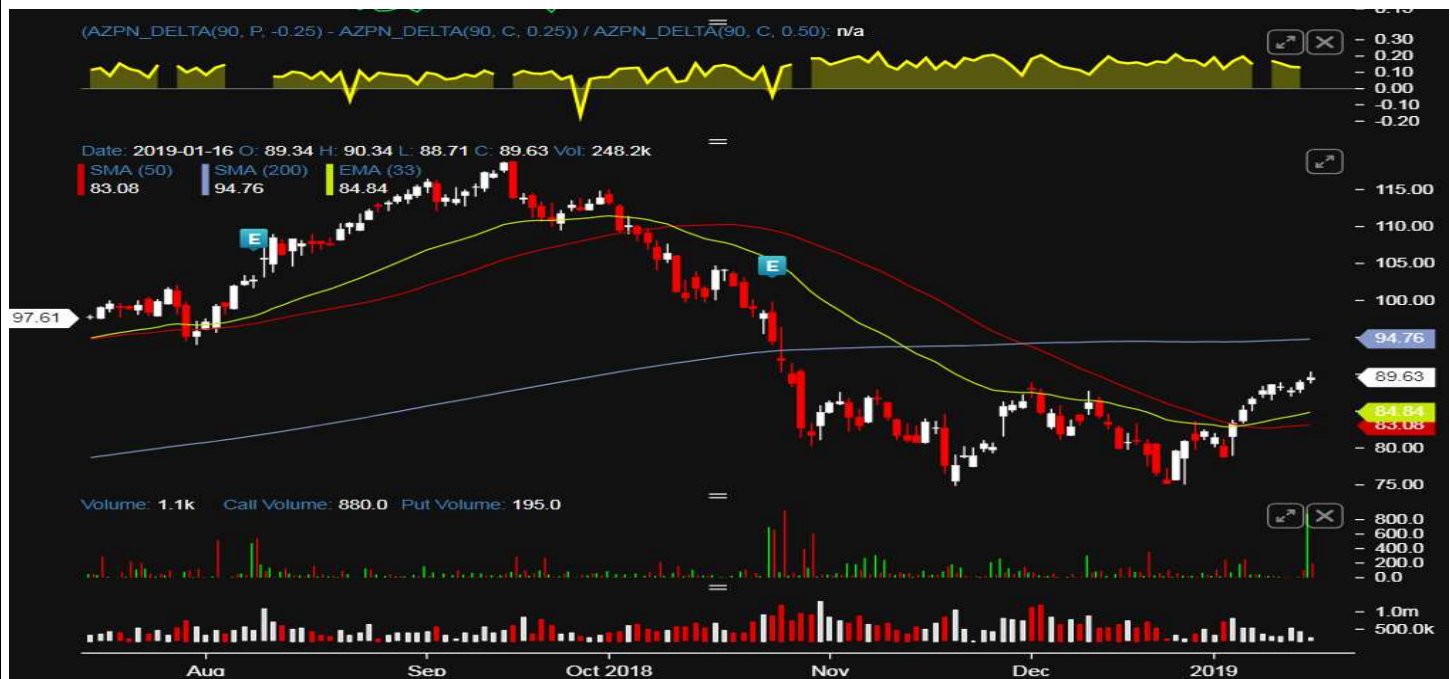 0.45
(AZPN_DELTA(90, P, -0.25) - AZPN_DELTA(90, C, 0.25)) / AZPN_DELTA(90, C, 0.50): n/a
0.30
0.20
0.10
0.00
-0.10
-0.20
Date: 2019-01-16 O: 89.34 H: 90.34 L: 88.71 C: 89.63 Vol: 248.2k
SMA (50) SMA (200) EMA (33)
83.08 94.76 84.84
115.00
110.00
E
105.00
E
100.00
97.61
94.76
89.63
84.84
83.08
80.00
75.00
Volume: 1.1k Call Volume: 880.0 Put Volume: 195.0
800.0
600.0
400.0
200.0
0.0
1.0m
500.0k
Aug Sep Oct 2018 Nov Dec 2019